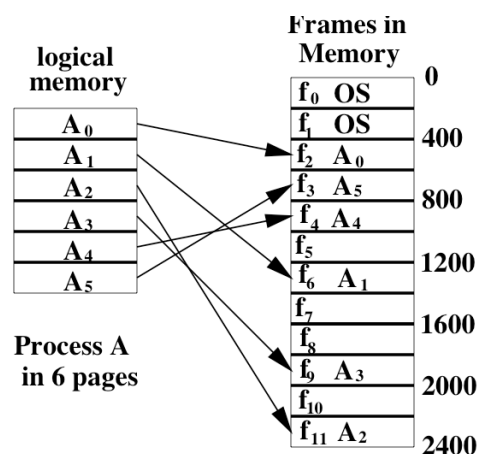 logical
memory
A0
A1
A2
A3
A4
A5
Process A
in 6 pages
Frames in
Memory
0
f0 OS
f1 OS
400
f2 A0
f3 A5
800
f4 A4
f5
1200
f6 A1
f7
1600
f8
f9 A3
2000
f10
f11 A2
2400